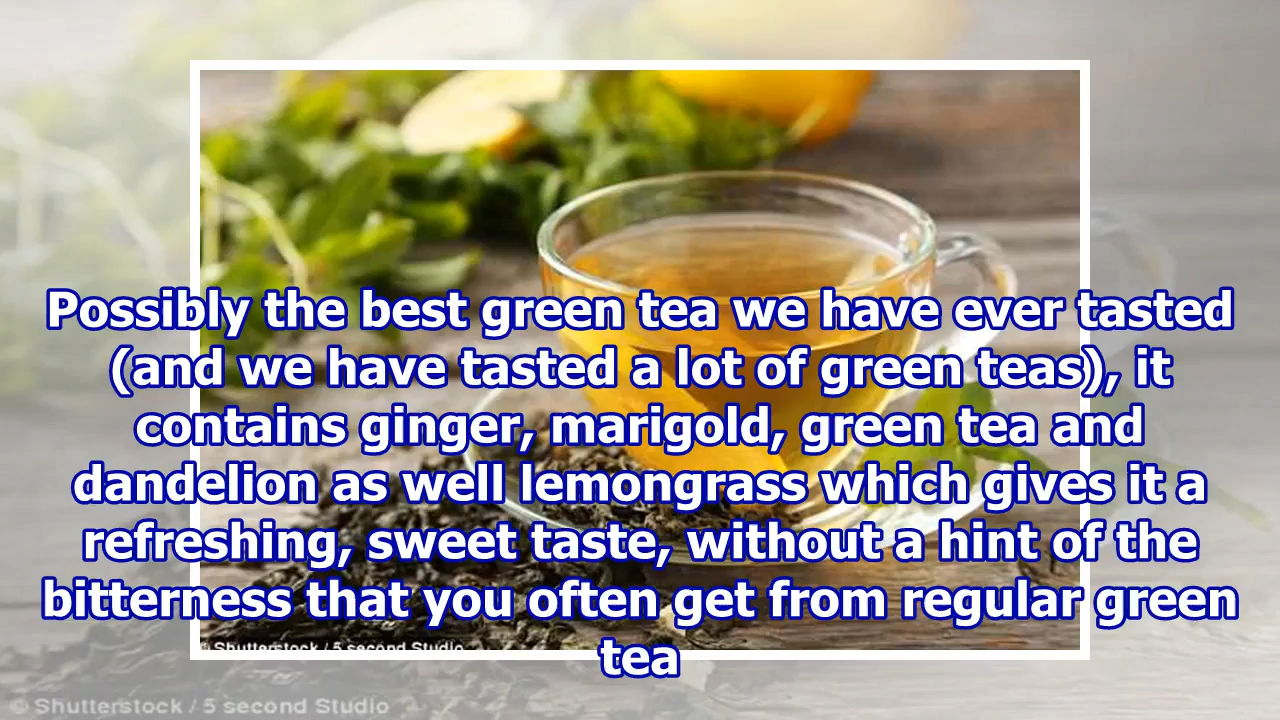 Possibly the best green tea we have ever tasted
(and we have tasted a lot of green teas), it
contains ginger, marigold, green tea and
dandelion as well lemongrass which gives it a
refreshing, sweet taste, without a hint of the
bitterness that you often get from regular green
tea
© Shutterstock / 5 second Studio
© Shutterstock / 5 second Studio